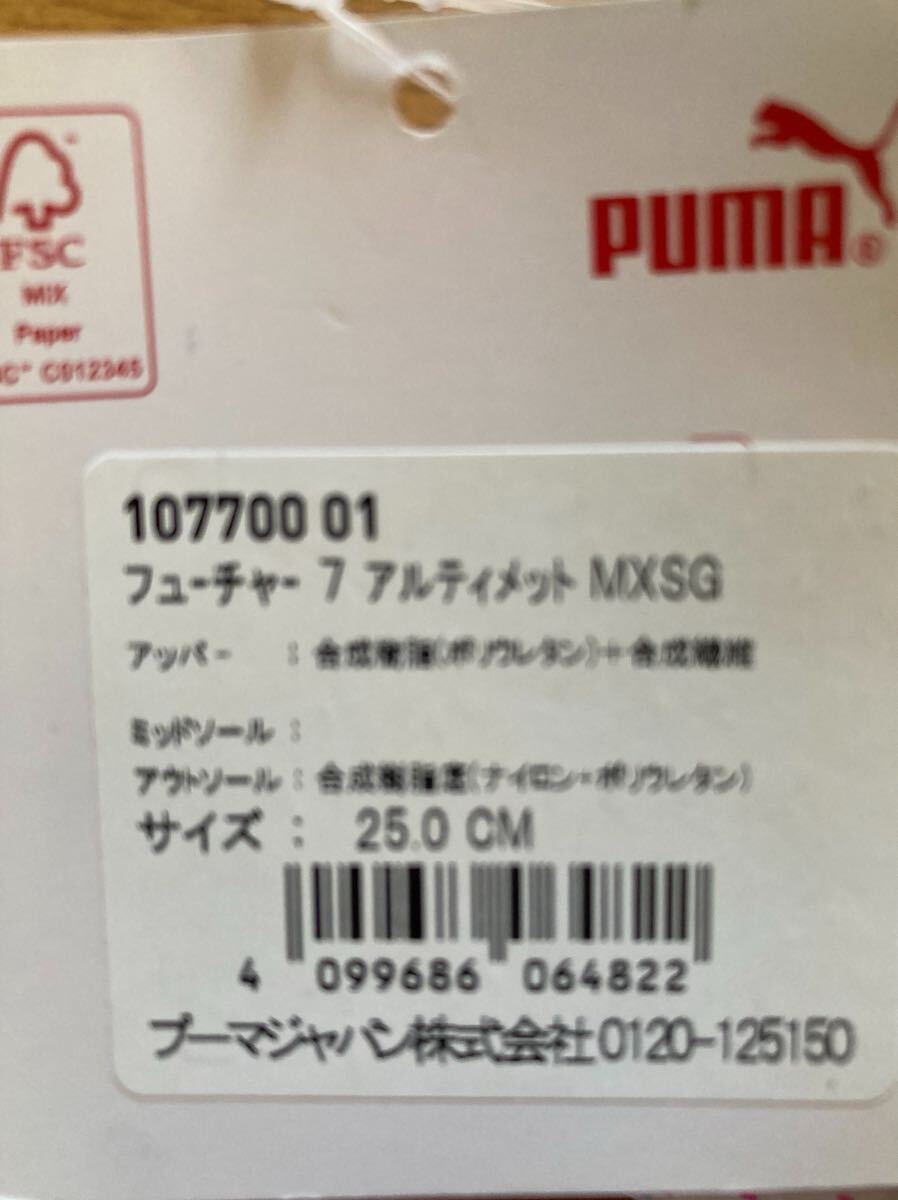 FSC
MIX
Paper
C" C012345
PUMA®
107700 01
フューチャー 7 アルティメット MXSG
アッパー : 合成樹脂(ポリウレタン)+合成繊維
ミッドソール :
アウトソール : 合成樹脂底(ナイロン・ポリウレタン)
サイズ : 25.0 CM
4 099686 064822
プーマジャパン株式会社0120-125150